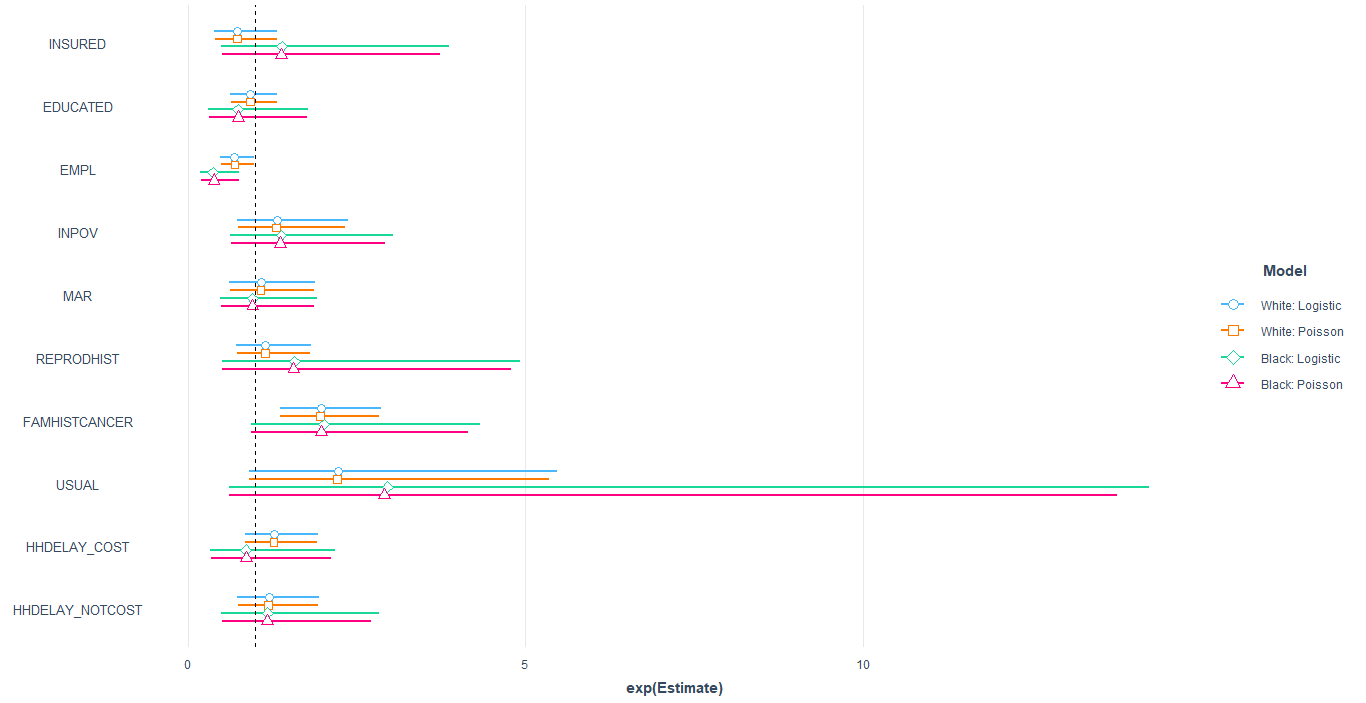 INSURED
EDUCATED
EMPL
INPOV
MAR
REPRODHIST
FAMHISTCANCER
USUAL
HHDELAY_COST
HHDELAY_NOTCOST
0
5
10
exp(Estimate)
Model
White: Logistic
White: Poisson
Black: Logistic
Black: Poisson